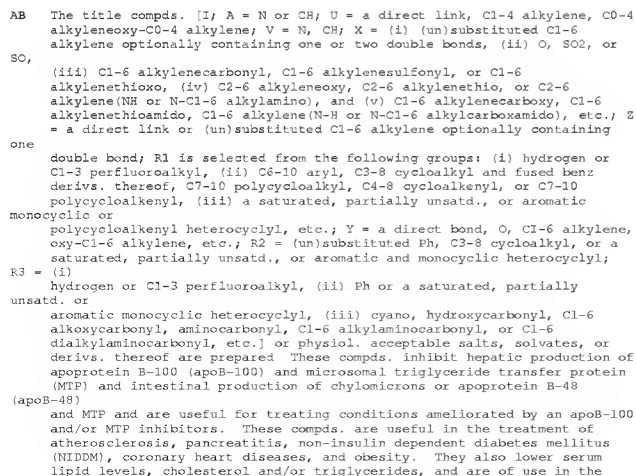 AB The title compds. [I; A = N or CH; U = a direct link, C1-4 alkylene, C0-4
alkyleneoxy-C0-4 alkylene; V = N, CH; X = (i) (un)substituted C1-6
alkylene optionally containing one or two double bonds, (ii) O, SO2, or
SO,
(iii) C1-6 alkylenecarbonyl, C1-6 alkylenesulfonyl, or C1-6
alkylenethioxo, (iv) C2-6 alkyleneoxy, C2-6 alkylenethio, or C2-6
alkylene(NH or N-C1-6 alkylamino), and (v) C1-6 alkylenecarboxy, C1-6
alkylenethioamido, C1-6 alkylene(N-H or N-C1-6 alkylcarboxamido), etc.; Z
= a direct link or (un)substituted C1-6 alkylene optionally containing
one
double bond; R1 is selected from the following groups: (i) hydrogen or
C1-3 perfluoroalkyl, (ii) C6-10 aryl, C3-8 cycloalkyl and fused benz
derivs. thereof, C7-10 polycycloalkyl, C4-8 cycloalkenyl, or C7-10
polycycloalkenyl, (iii) a saturated, partially unsatd., or aromatic
monocyclic or
polycycloalkenyl heterocyclyl, etc.; Y = a direct bond, O, CI-6 alkylene,
oxy-C1-6 alkylene, etc.; R2 = (un)substituted Ph, C3-8 cycloalkyl, or a
saturated, partially unsatd., or aromatic and monocyclic heterocyclyl;
R3 = (i)
hydrogen or C1-3 perfluoroalkyl, (ii) Ph or a saturated, partially
unsatd. or
aromatic monocyclic heterocyclyl, (iii) cyano, hydroxycarbonyl, C1-6
alkoxycarbonyl, aminocarbonyl, C1-6 alkylaminocarbonyl, or C1-6
dialkylaminocarbonyl, etc.] or physiol. acceptable salts, solvates, or
derivs. thereof are prepared These compds. inhibit hepatic production of
apoprotein B-100 (apoB-100) and microsomal triglyceride transfer protein
(MTP) and intestinal production of chylomicrons or apoprotein B-48
(apoB-48)
and MTP and are useful for treating conditions ameliorated by an apoB-100
and/or MTP inhibitors. These compds. are useful in the treatment of
atherosclerosis, pancreatitis, non-insulin dependent diabetes mellitus
(NIDDM), coronary heart diseases, and obesity. They also lower serum
lipid levels, cholesterol and/or triglycerides, and are of use in the